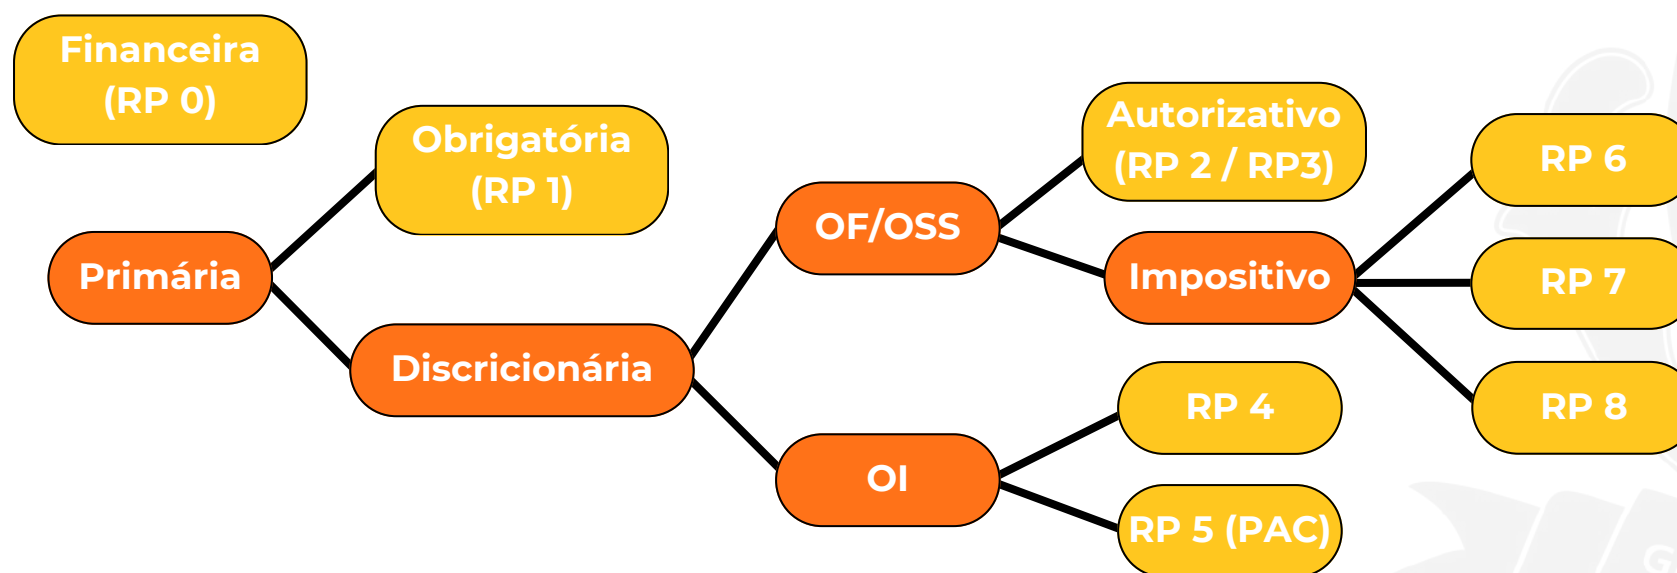 Financeira
(RP 0)
Primária
Obrigatória
(RP 1)
Discricionária
OF/OSS
OI
Autorizativo
(RP 2 / RP3)
Impositivo
RP 4
RP 5 (PAC)
RP 6
RP 7
RP 8
G